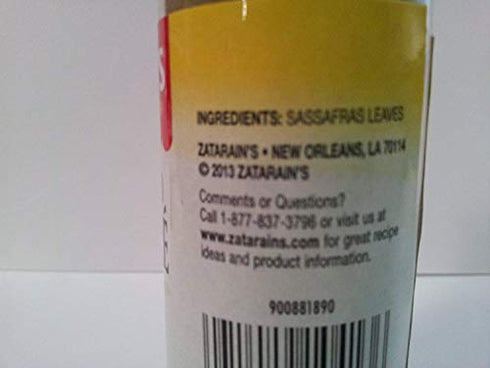 INGREDIENTS: SASSAFRAS LEAVES
ZATARAIN'S • NEW ORLEANS, LA 70114
© 2013 ZATARAIN'S
Comments or Questions?
Call 1-877-837-3796 or visit us at
www.zatarains.com for great recipe
ideas and product information.
900881890